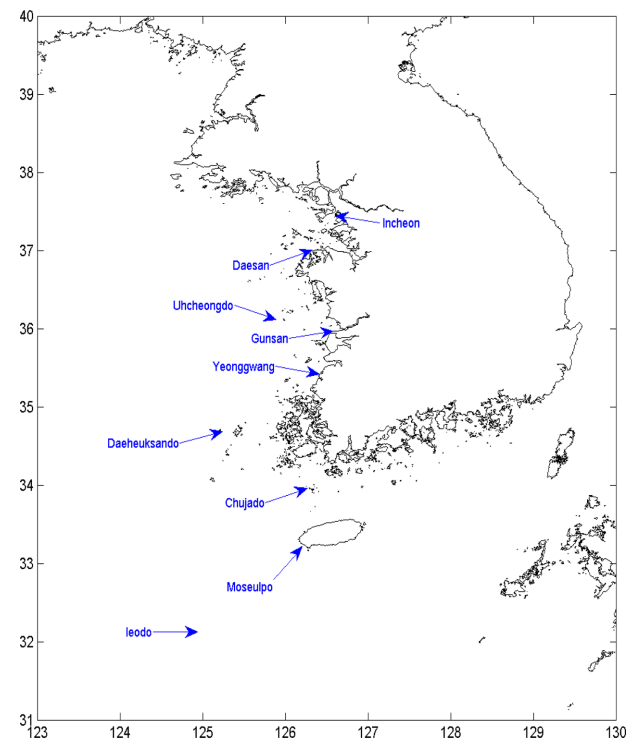 40
39
38
37
36
35
34
33
32
31
Incheon
Daesan
Uhcheongdo
Gunsan
Yeonggwang
Daeheuksando
Chujado
Moseulpo
Ieodo
123 124 125 126 127 128 129 130